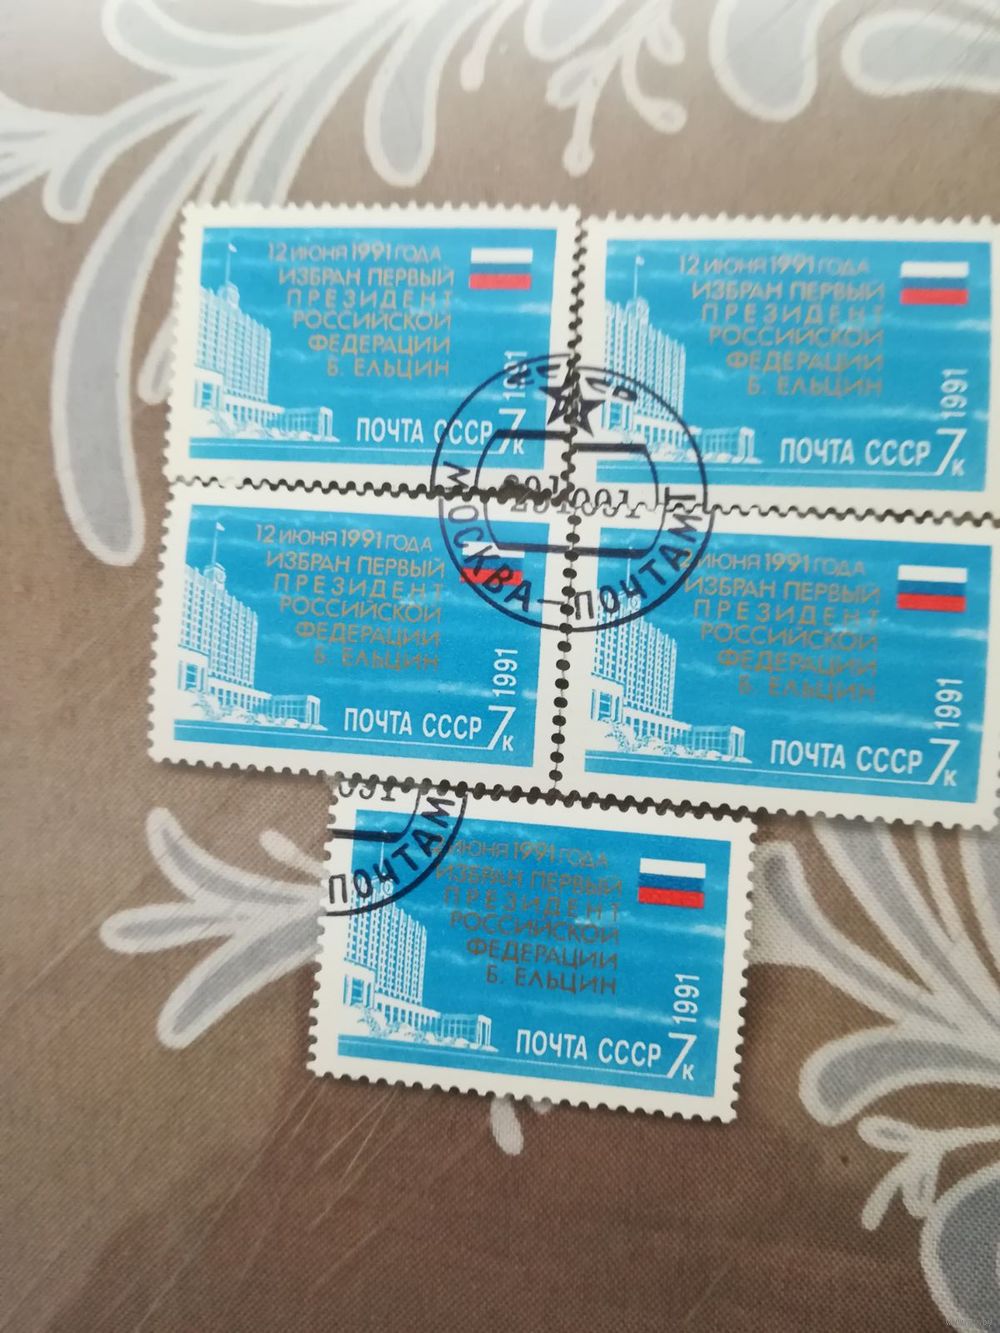 12 ИЮНЯ 1991 ГОДА
ИЗБРАН ПЕРВЫЙ
ПРЕЗИДЕНТ
РОССИЙСКОЙ
ФЕДЕРАЦИИ
Б. ЕЛЬЦИН
1991
ПОЧТА СССР 7к
12 ИЮНЯ 1991 ГОДА
ИЗБРАН ПЕРВЫЙ
ПРЕЗИДЕНТ
РОССИЙСКОЙ
ФЕДЕРАЦИИ
Б. ЕЛЬЦИН
1991
ПОЧТА СССР 7к
МОСКВА—ПОЧТАМТ
12 ИЮНЯ 1991 ГОДА
ИЗБРАН ПЕРВЫЙ
ПРЕЗИДЕНТ
РОССИЙСКОЙ
ФЕДЕРАЦИИ
Б. ЕЛЬЦИН
1991
ПОЧТА СССР 7к
ИЮНЯ 1991 ГОДА
ИЗБРАН ПЕРВЫЙ
ПРЕЗИДЕНТ
РОССИЙСКОЙ
ФЕДЕРАЦИИ
Б. ЕЛЬЦИН
1991
ПОЧТА СССР 7к
ПОЧТАМ
ИЮНЯ 1991 ГОДА
ИЗБРАН ПЕРВЫЙ
ПРЕЗИДЕНТ
РОССИЙСКОЙ
ФЕДЕРАЦИИ
Б. ЕЛЬЦИН
1991
ПОЧТА СССР 7к